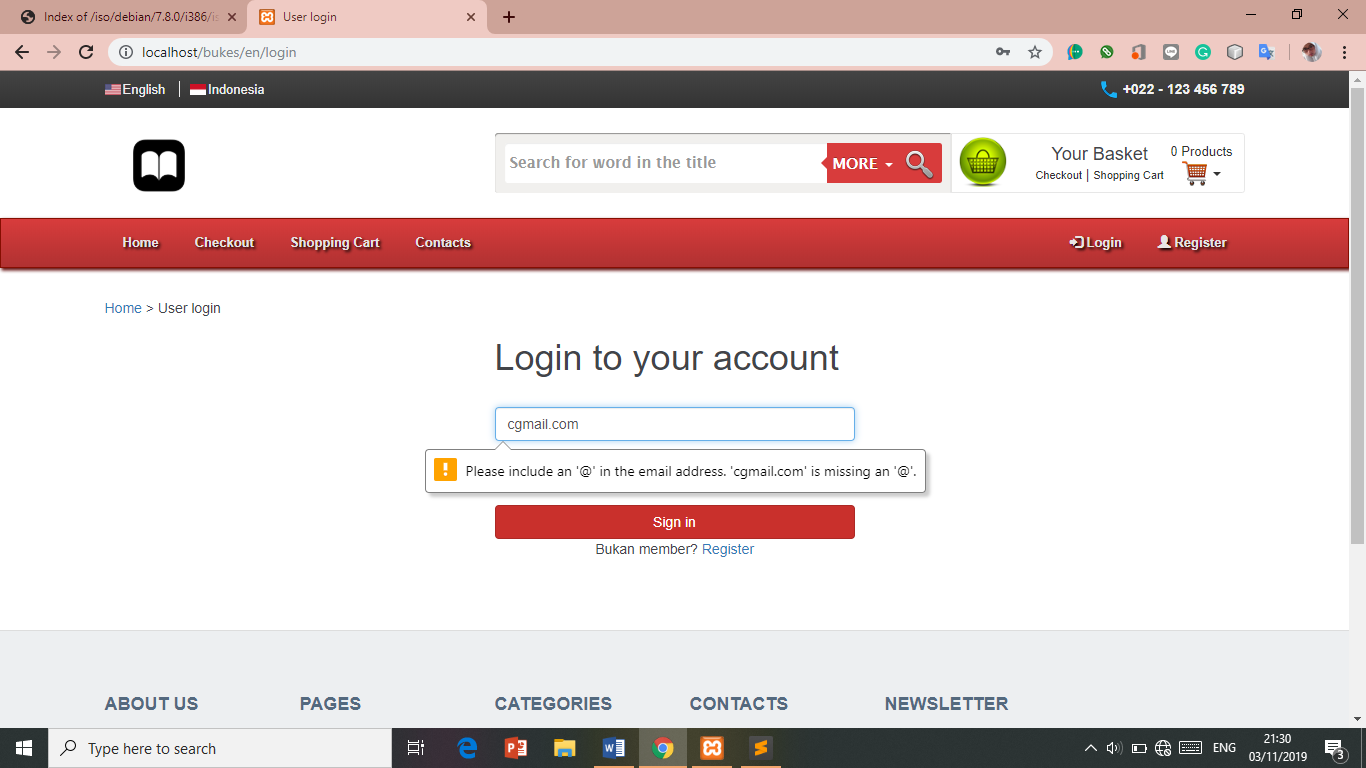 Index of /iso/debian/7.8.0/i386/is
User login
localhost/bukes/en/login
English
Indonesia
+022 - 123 456 789
Search for word in the title
MORE
Your Basket
Checkout | Shopping Cart
0 Products
Home
Checkout
Shopping Cart
Contacts
Login
Register
Home > User login
Login to your account
cgmail.com
Please include an '@' in the email address. 'cgmail.com' is missing an '@'.
Sign in
Bukan member? Register
ABOUT US
PAGES
CATEGORIES
CONTACTS
NEWSLETTER
Type here to search
ENG
21:30
03/11/2019
3